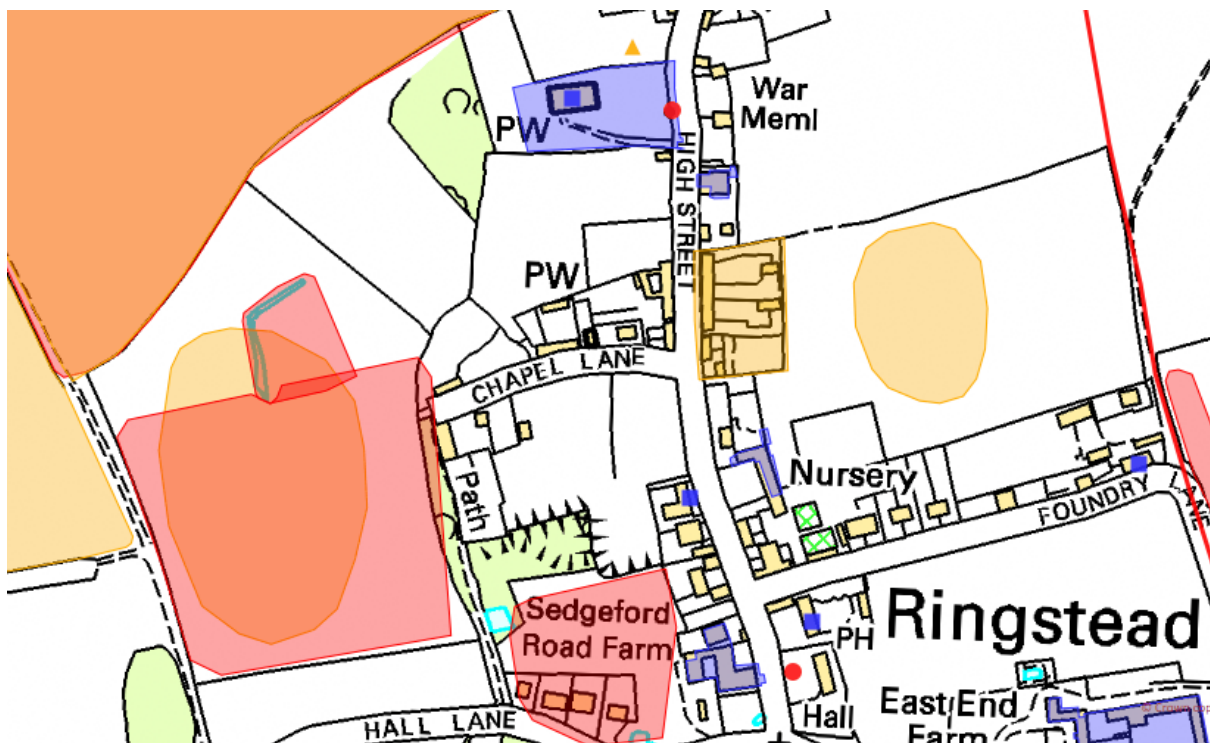 War
Meml
PW
HIGH STREET
PW
CHAPEL LANE
Path
Nursery
FOUNDRY LANE
Sedgeford
Road Farm
PH
Ringstead
Hall
East End
Farm
HALL LANE